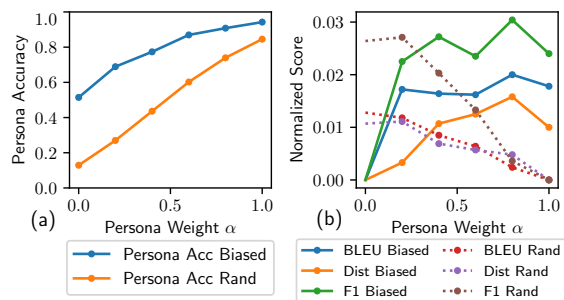 Persona Accuracy
1.0
0.8
0.6
0.4
0.2
0.0
0.0 0.5 1.0
(a)
Persona Weight α
Persona Acc Biased
Persona Acc Rand
Normalized Score
0.03
0.02
0.01
0.00
0.0 0.5 1.0
(b)
Persona Weight α
BLEU Biased
Dist Biased
F1 Biased
BLEU Rand
Dist Rand
F1 Rand